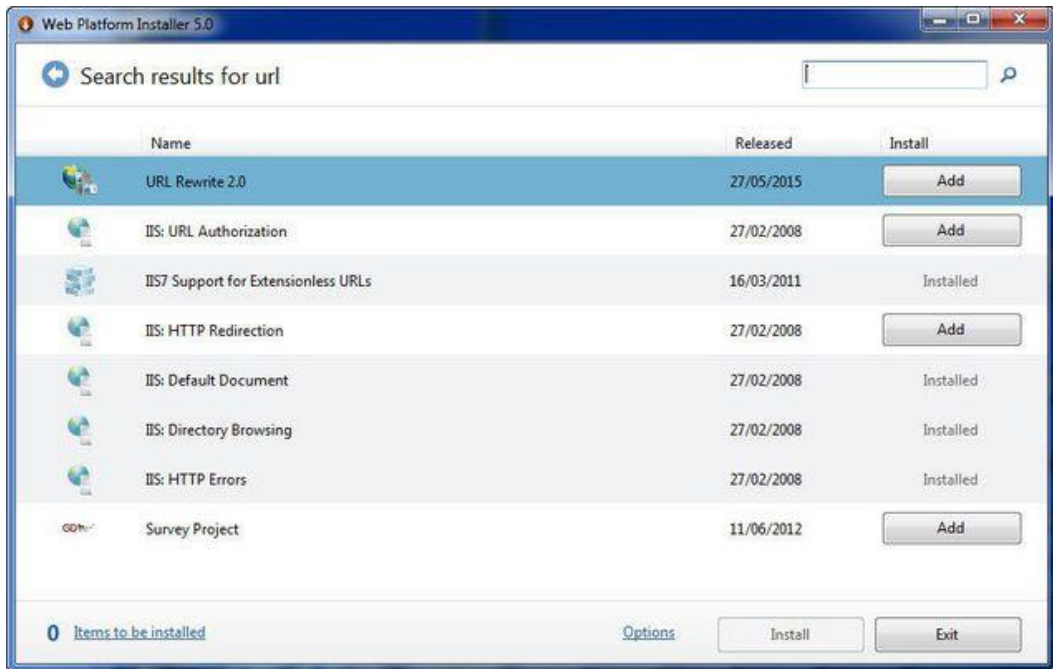 Web Platform Installer 5.0
Search results for url
Name Released Install
URL Rewrite 2.0 27/05/2015 Add
IIS: URL Authorization 27/02/2008 Add
IIS7 Support for Extensionless URLs 16/03/2011 Installed
IIS: HTTP Redirection 27/02/2008 Add
IIS: Default Document 27/02/2008 Installed
IIS: Directory Browsing 27/02/2008 Installed
IIS: HTTP Errors 27/02/2008 Installed
Survey Project 11/06/2012 Add
0 Items to be installed Options Install Exit